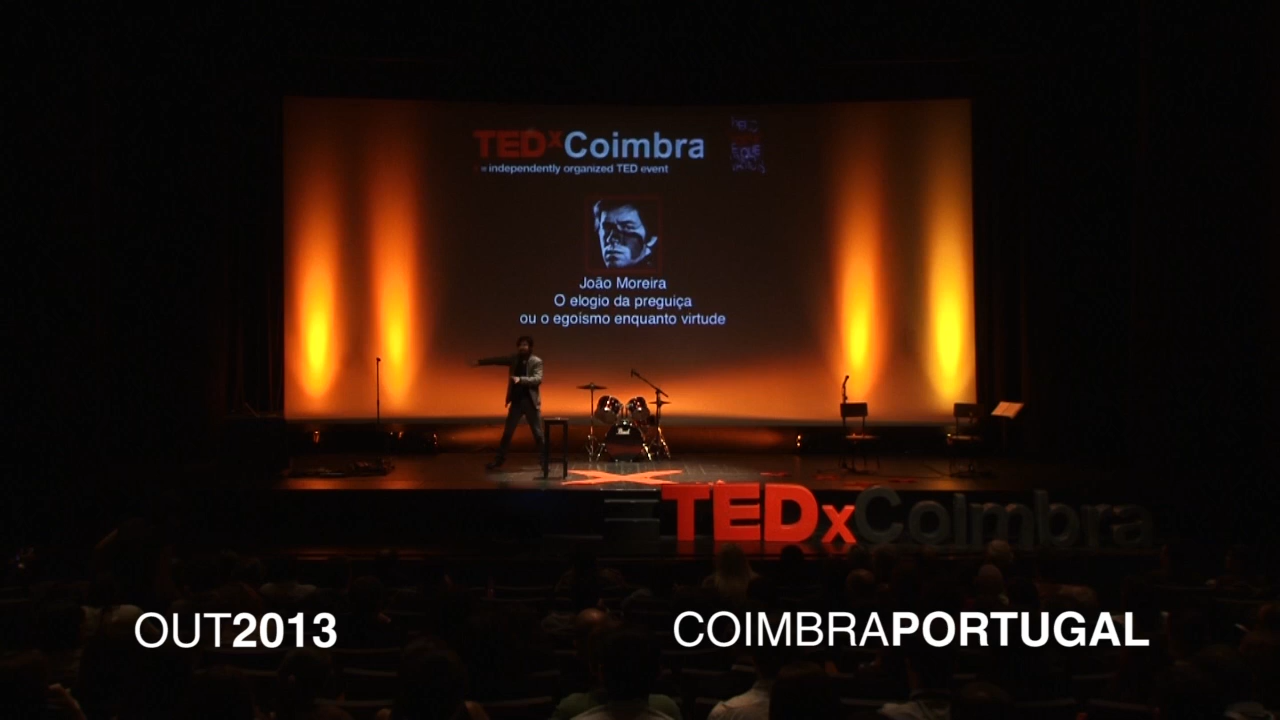 TEDxCoimbra
independently organized TED event
João Moreira
O elogio da preguiça
ou o egoísmo enquanto virtude
TEDxCoimbra
OUT2013
COIMBRAPORTUGAL